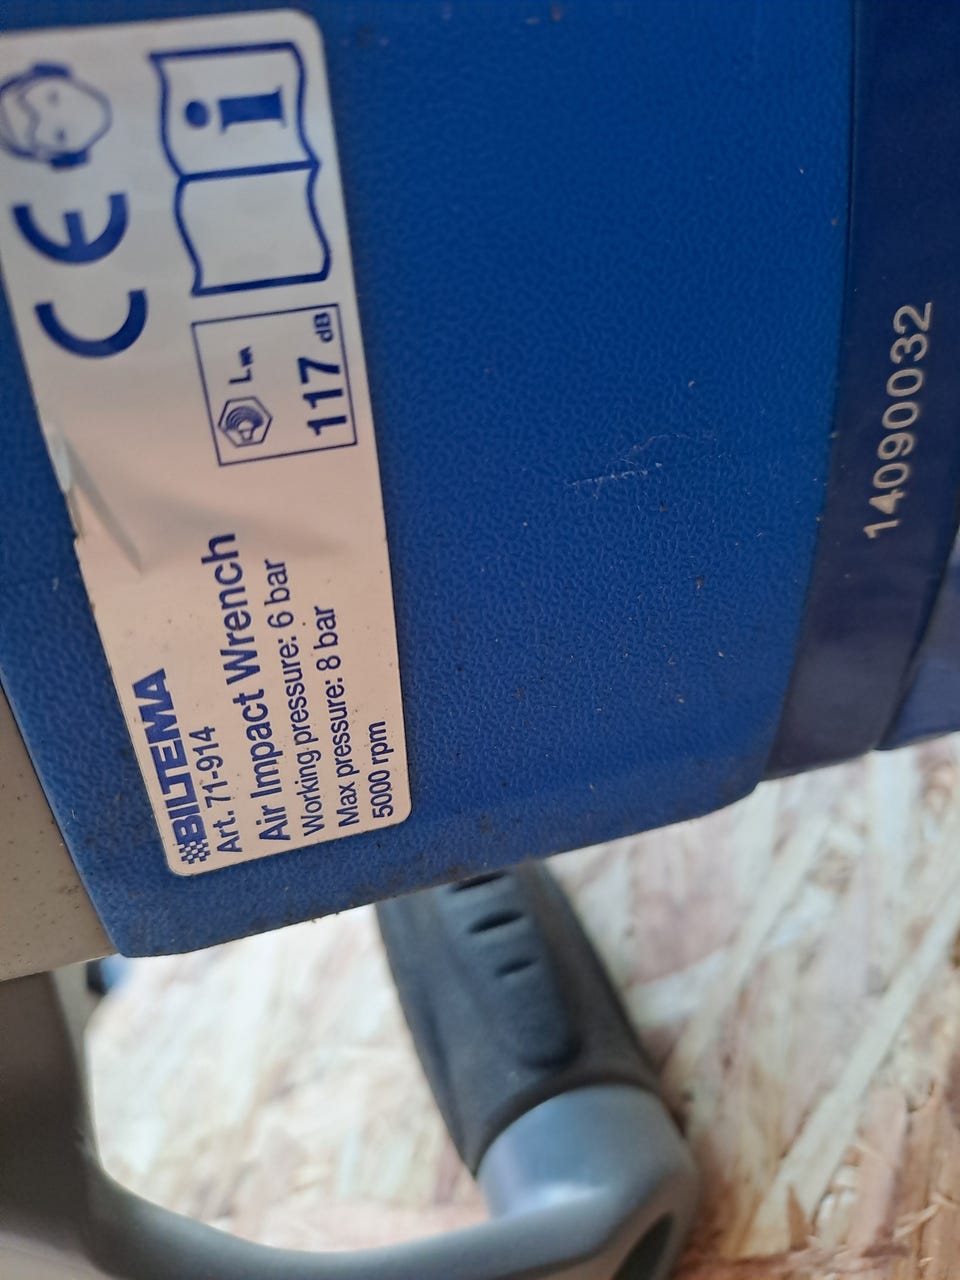 BILTEMA
Art. 71-914
Air Impact Wrench
Working pressure: 6 bar
Max pressure: 8 bar
5000 rpm
117 dB
CE
i
14090032